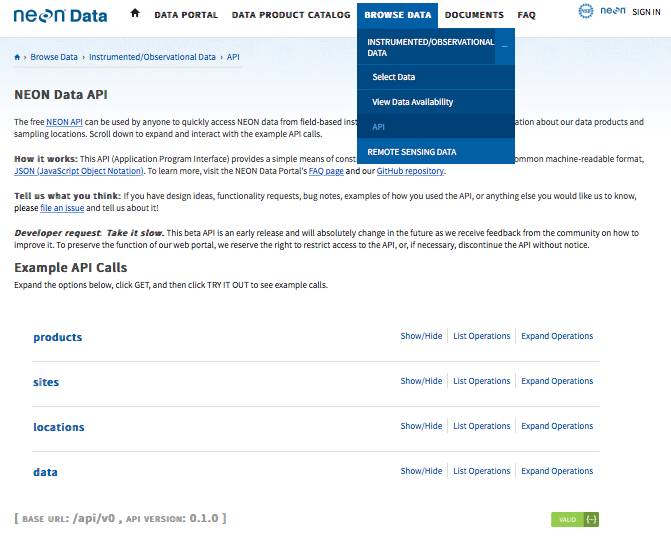 neon Data
DATA PORTAL DATA PRODUCT CATALOG BROWSE DATA DOCUMENTS FAQ NSF neon SIGN IN
INSTRUMENTED/OBSERVATIONAL DATA _
Select Data
View Data Availability
API
REMOTE SENSING DATA
› Browse Data › Instrumented/Observational Data › API
NEON Data API
The free NEON API can be used by anyone to quickly access NEON data from field-based inst ation about our data products and
sampling locations. Scroll down to expand and interact with the example API calls.
How it works: This API (Application Program Interface) provides a simple means of const ommon machine-readable format,
JSON (JavaScript Object Notation). To learn more, visit the NEON Data Portal's FAQ page and our GitHub repository.
Tell us what you think: If you have design ideas, functionality requests, bug notes, examples of how you used the API, or anything else you would like us to know,
please file an issue and tell us about it!
Developer request: Take it slow. This beta API is an early release and will absolutely change in the future as we receive feedback from the community on how to
improve it. To preserve the function of our web portal, we reserve the right to restrict access to the API, or, if necessary, discontinue the API without notice.
Example API Calls
Expand the options below, click GET, and then click TRY IT OUT to see example calls.
products Show/Hide List Operations Expand Operations
sites Show/Hide List Operations Expand Operations
locations Show/Hide List Operations Expand Operations
data Show/Hide List Operations Expand Operations
[ BASE URL: /api/v0 , API VERSION: 0.1.0 ] VALID {-}